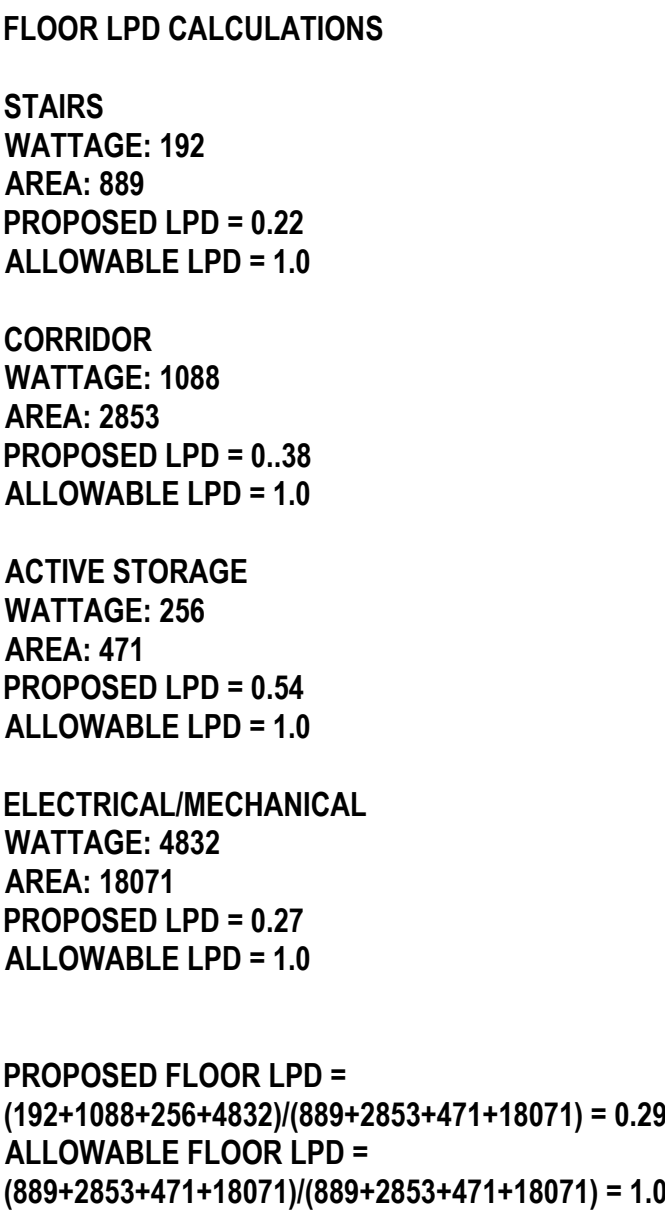 FLOOR LPD CALCULATIONS
STAIRS
WATTAGE: 192
AREA: 889
PROPOSED LPD = 0.22
ALLOWABLE LPD = 1.0
CORRIDOR
WATTAGE: 1088
AREA: 2853
PROPOSED LPD = 0..38
ALLOWABLE LPD = 1.0
ACTIVE STORAGE
WATTAGE: 256
AREA: 471
PROPOSED LPD = 0.54
ALLOWABLE LPD = 1.0
ELECTRICAL/MECHANICAL
WATTAGE: 4832
AREA: 18071
PROPOSED LPD = 0.27
ALLOWABLE LPD = 1.0
PROPOSED FLOOR LPD =
(192+1088+256+4832)/(889+2853+471+18071) = 0.29
ALLOWABLE FLOOR LPD =
(889+2853+471+18071)/(889+2853+471+18071) = 1.0